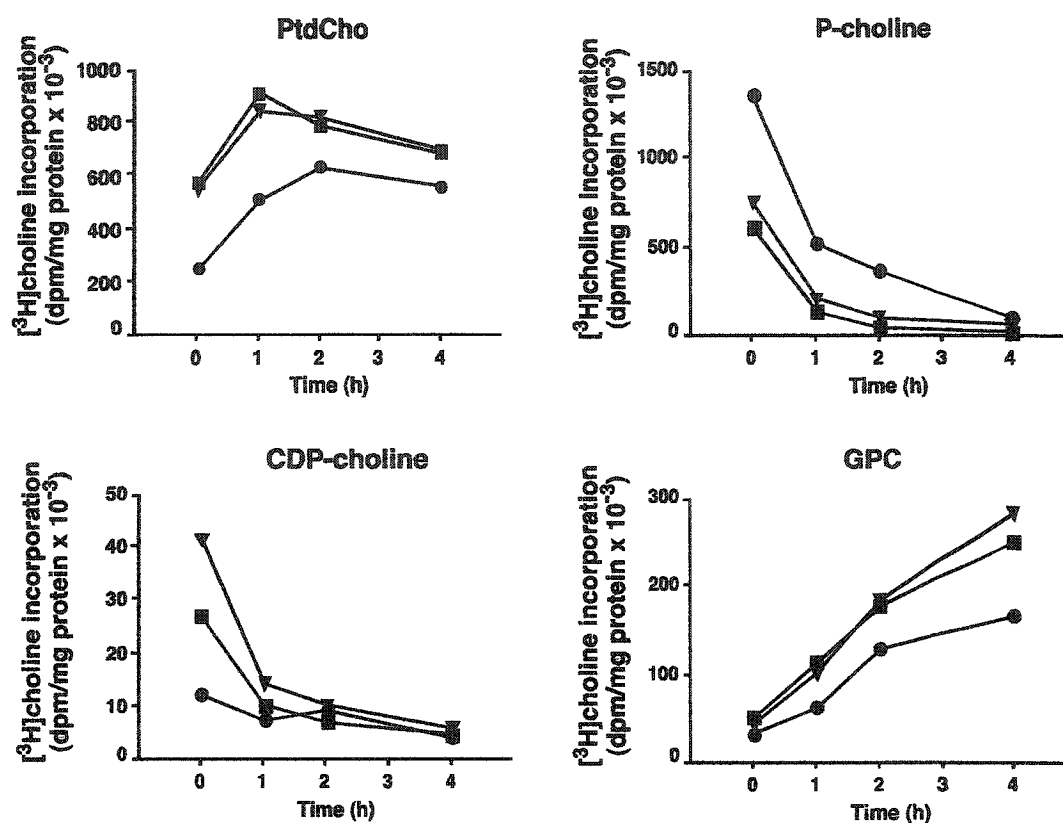 PtdCho
[³H]choline incorporation
(dpm/mg protein x 10⁻³)
1000
800
600
400
200
0
0 1 2 3 4
Time (h)
P-choline
[³H]choline incorporation
(dpm/mg protein x 10⁻³)
1500
1000
500
0
0 1 2 3 4
Time (h)
CDP-choline
[³H]choline incorporation
(dpm/mg protein x 10⁻³)
50
40
30
20
10
0
0 1 2 3 4
Time (h)
GPC
[³H]choline incorporation
(dpm/mg protein x 10⁻³)
300
200
100
0
0 1 2 3 4
Time (h)